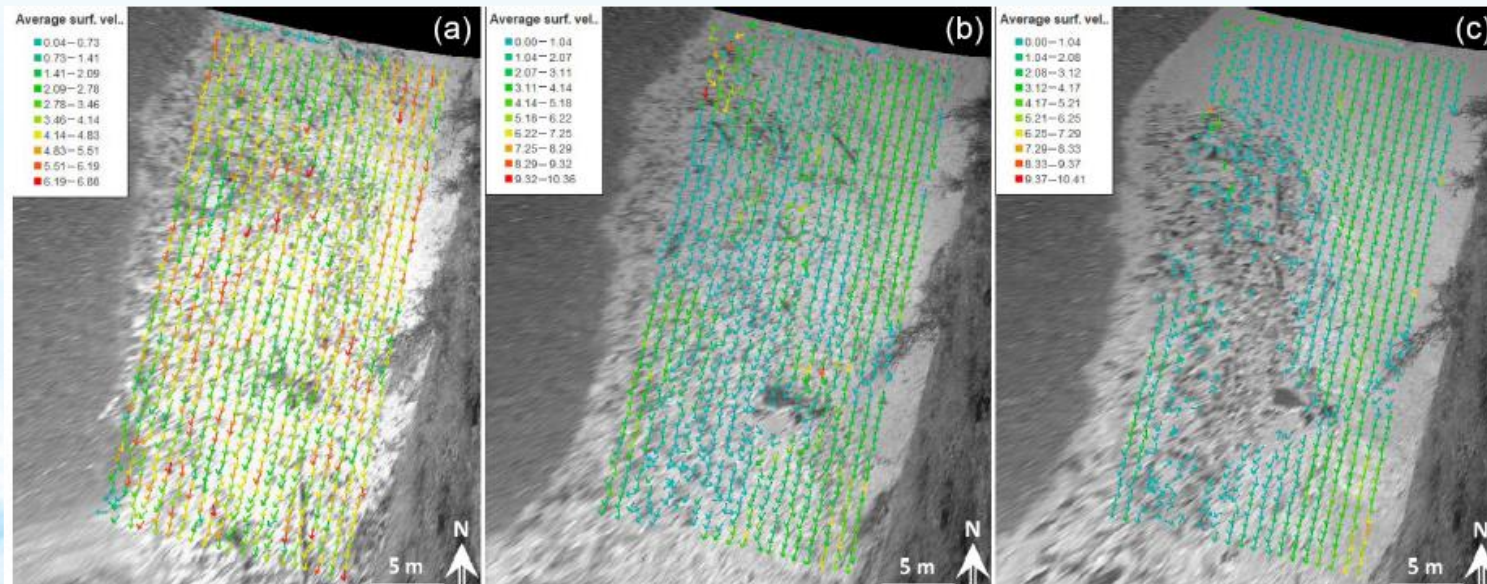 (a)
Average surf. vel..
0.04–0.73
0.73–1.41
1.41–2.09
2.09–2.78
2.78–3.46
3.46–4.14
4.14–4.83
4.83–5.51
5.51–6.19
6.19–6.88
N
5 m
(b)
Average surf. vel..
0.00–1.04
1.04–2.07
2.07–3.11
3.11–4.14
4.14–5.18
5.18–6.22
6.22–7.25
7.25–8.29
8.29–9.32
9.32–10.36
N
5 m
(c)
Average surf. vel..
0.00–1.04
1.04–2.08
2.08–3.12
3.12–4.17
4.17–5.21
5.21–6.25
6.25–7.29
7.29–8.33
8.33–9.37
9.37–10.41
N
5 m